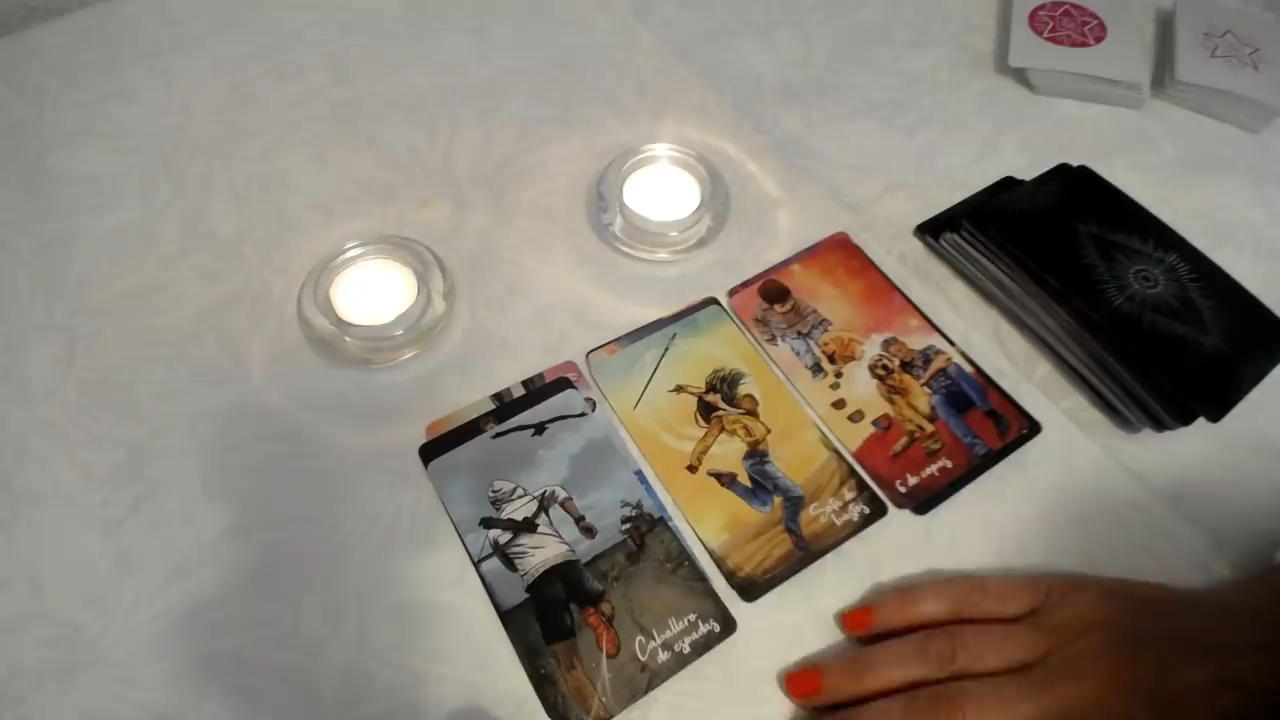 Caballero
de espadas
Sota de
bastos
6 de copas